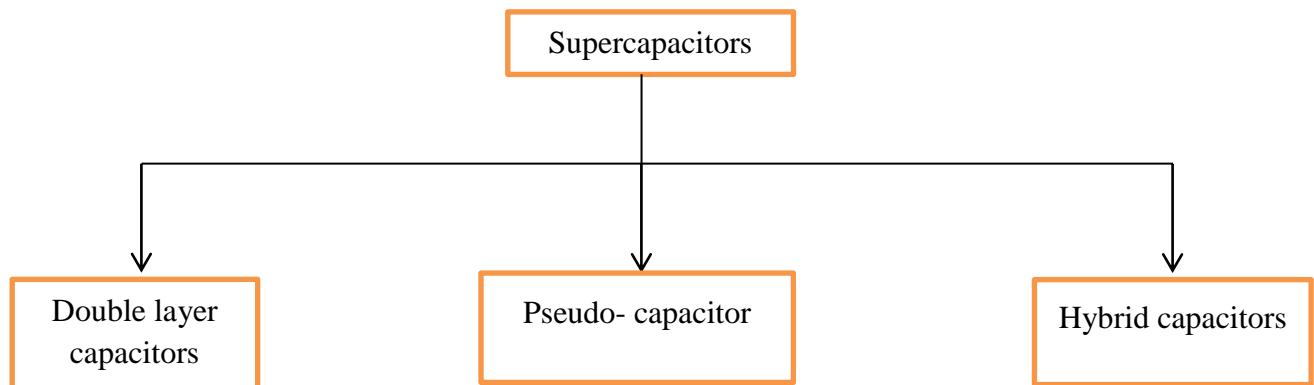 Supercapacitors
Double layer
capacitors
Pseudo- capacitor
Hybrid capacitors